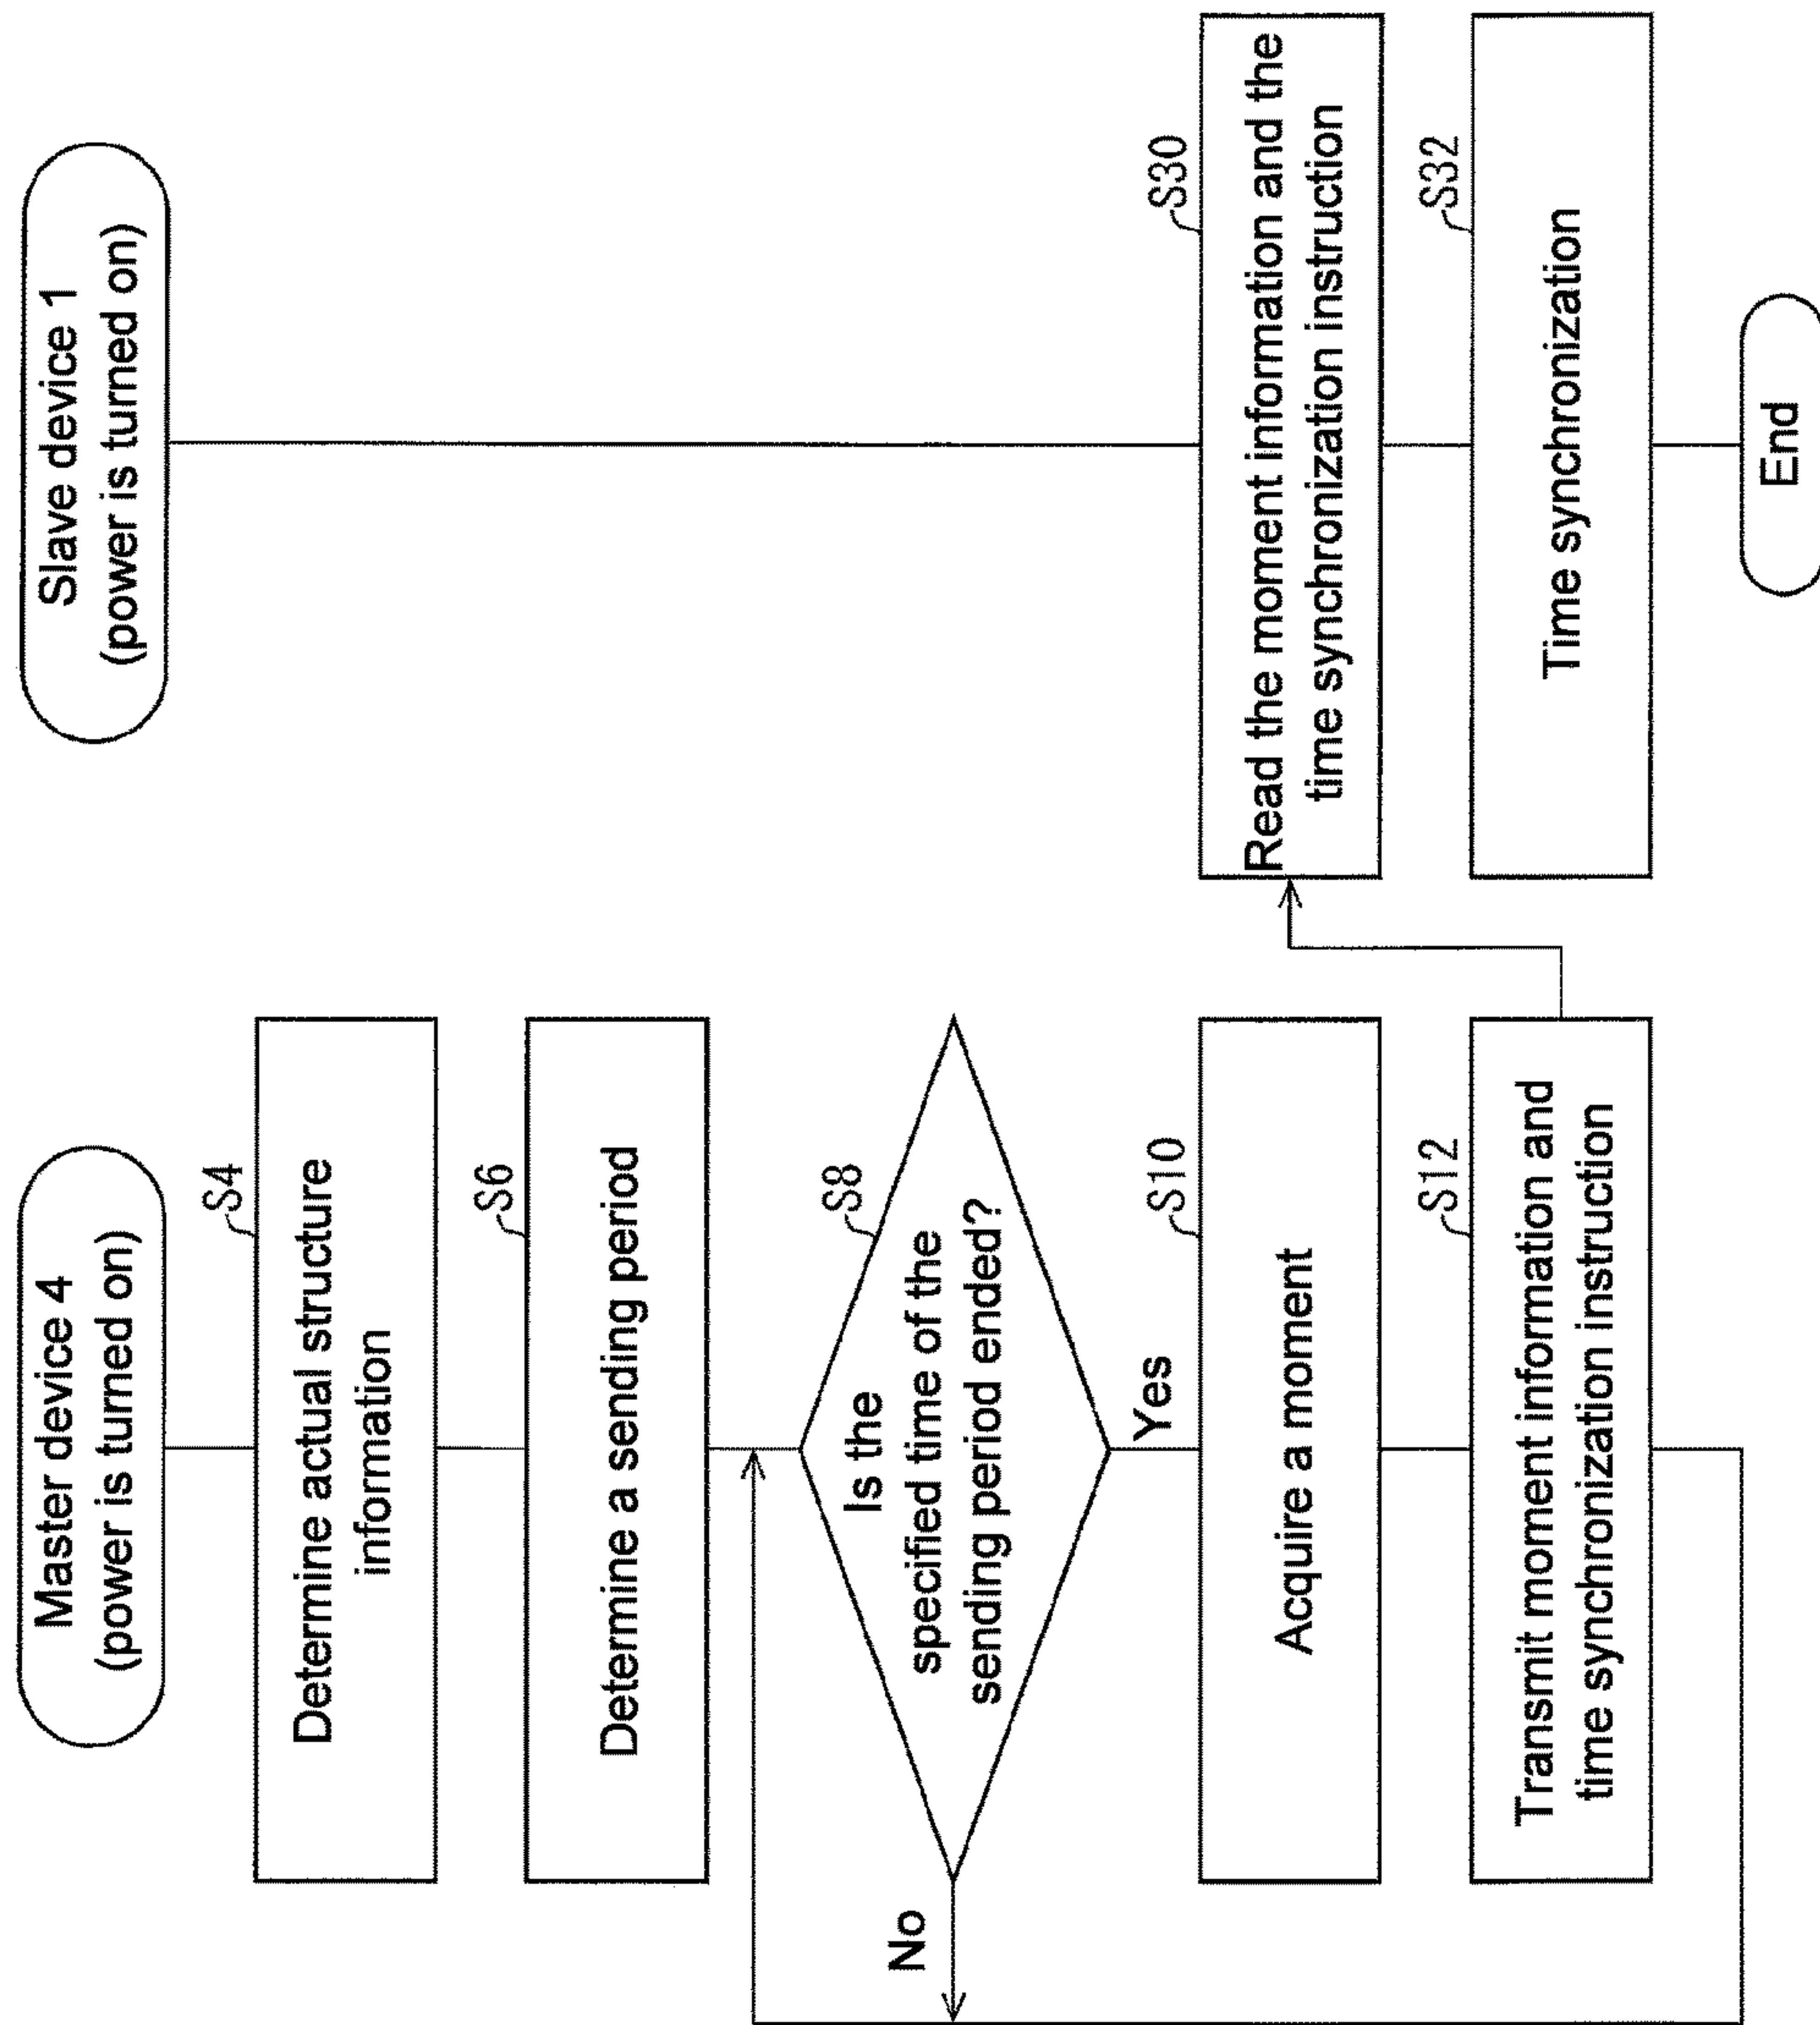 Master device 4
(power is turned on)
S4
Determine actual structure
information
S6
Determine a sending period
S8
Is the
specified time of the
sending period ended?
No
Yes
S10
Acquire a moment
S12
Transmit moment information and
time synchronization instruction
Slave device 1
(power is turned on)
S30
Read the moment information and the
time synchronization instruction
S32
Time synchronization
End